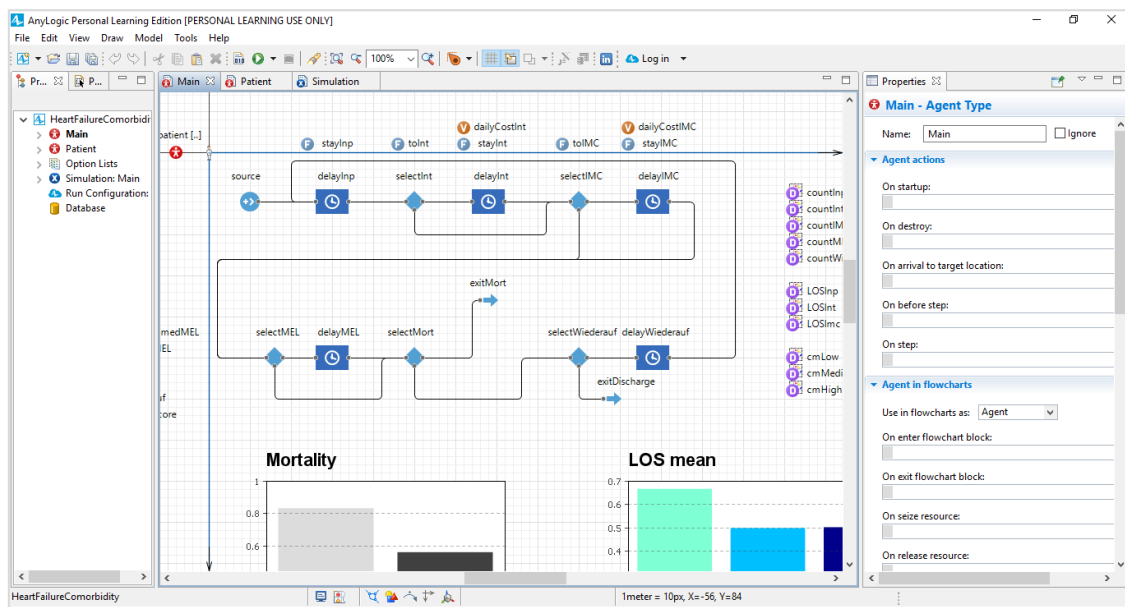 AnyLogic Personal Learning Edition [PERSONAL LEARNING USE ONLY]
File Edit View Draw Model Tools Help
100%
Log in
Pr...
P...
Main
Patient
Simulation
Properties
HeartFailureComorbidit
Main
Patient
Option Lists
Simulation: Main
Run Configuration:
Database
patient [..]
dailyCostInt
dailyCostIMC
stayInp
toInt
stayInt
toIMC
stayIMC
source
delayInp
selectInt
delayInt
selectIMC
delayIMC
countInp
countInt
countIM
countM
countWi
exitMort
LOSInp
LOSInt
LOSImc
medMEL
selectMEL
delayMEL
selectMort
selectWiederauf
delayWiederauf
MEL
cmLow
cmMedi
cmHigh
exitDischarge
uf
core
Mortality
1
0.8
0.6
LOS mean
0.7
0.6
0.5
0.4
Main - Agent Type
Name:
Main
Ignore
Agent actions
On startup:
On destroy:
On arrival to target location:
On before step:
On step:
Agent in flowcharts
Use in flowcharts as:
Agent
On enter flowchart block:
On exit flowchart block:
On seize resource:
On release resource:
HeartFailureComorbidity
1meter = 10px, X=-56, Y=84